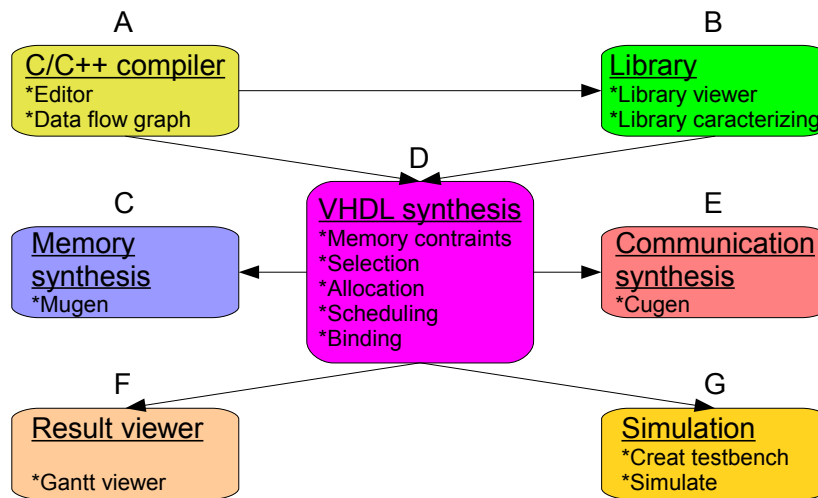 A
C/C++ compiler
*Editor
*Data flow graph
B
Library
*Library viewer
*Library caracterizing
D
VHDL synthesis
*Memory contraints
*Selection
*Allocation
*Scheduling
*Binding
C
Memory
synthesis
*Mugen
E
Communication
synthesis
*Cugen
F
Result viewer
*Gantt viewer
G
Simulation
*Creat testbench
*Simulate